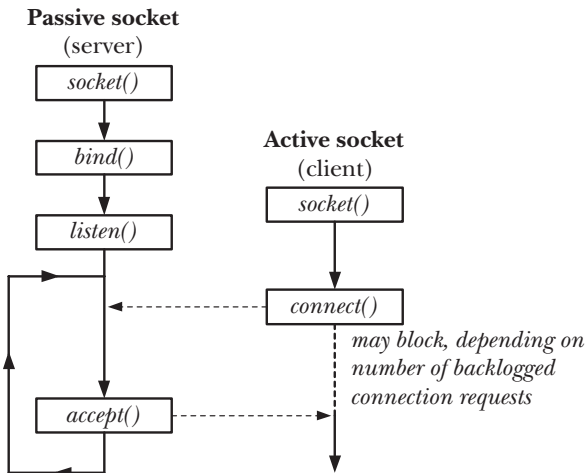 Passive socket
(server)
socket()
bind()
listen()
accept()
Active socket
(client)
socket()
connect()
may block, depending on
number of backlogged
connection requests